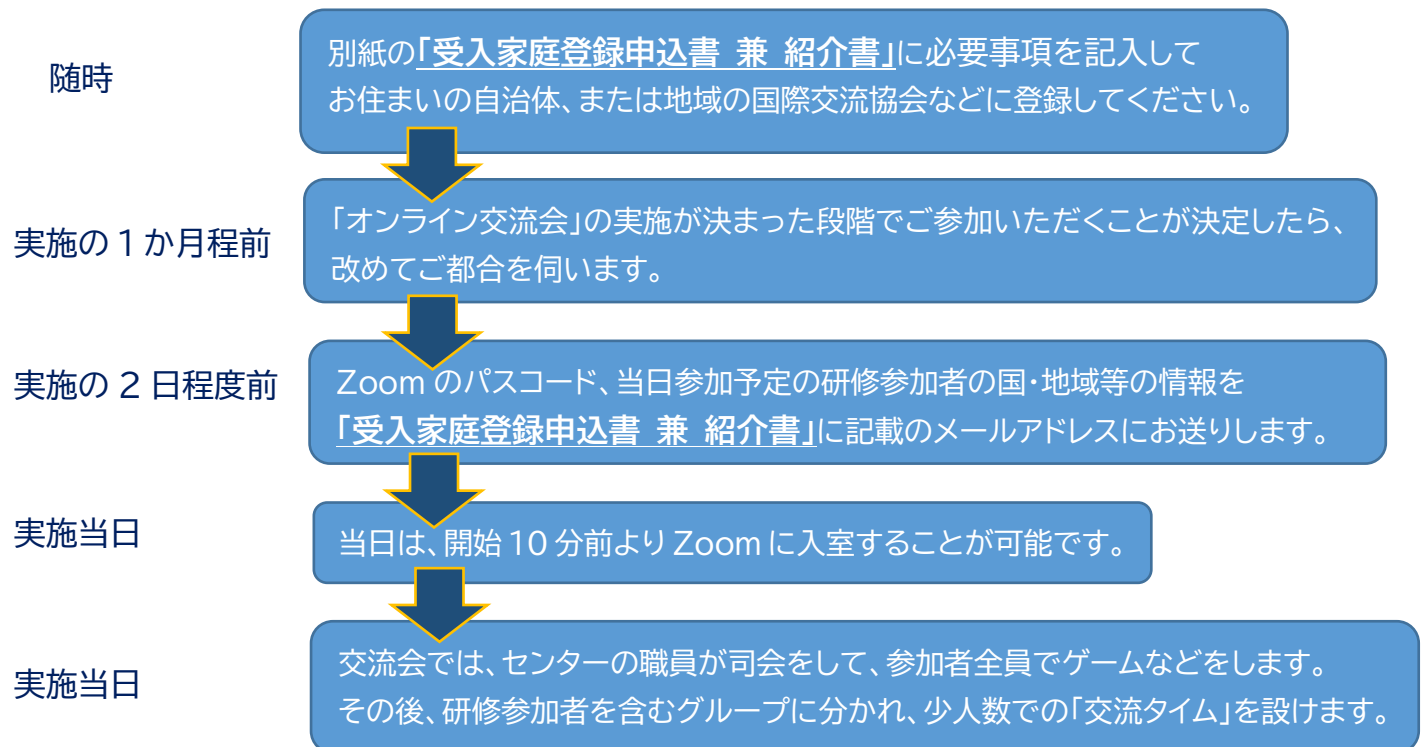 随時
別紙の「受入家庭登録申込書 兼 紹介書」に必要事項を記入して
お住まいの自治体、または地域の国際交流協会などに登録してください。
実施の1か月程前
「オンライン交流会」の実施が決まった段階でご参加いただくことが決定したら、
改めてご都合を伺います。
実施の2日程度前
Zoomのパスコード、当日参加予定の研修参加者の国・地域等の情報を
「受入家庭登録申込書 兼 紹介書」に記載のメールアドレスにお送りします。
実施当日
当日は、開始10分前よりZoomに入室することが可能です。
実施当日
交流会では、センターの職員が司会をして、参加者全員でゲームなどをします。
その後、研修参加者を含むグループに分かれ、少人数での「交流タイム」を設けます。